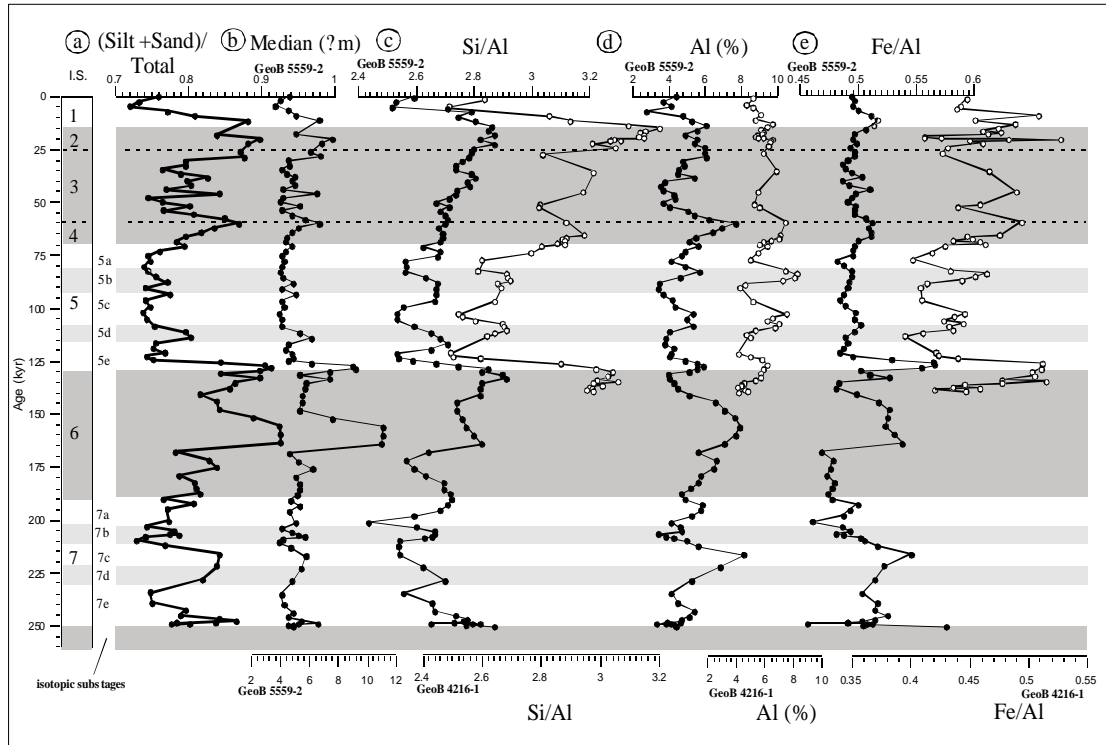 a (Silt +Sand)/ b Median (?m) c Si/Al d Al (%) e Fe/Al
I.S. Total GeoB 5559-2 GeoB 5559-2 GeoB 5559-2 GeoB 5559-2
0.7 0.8 0.9 1 2.4 2.6 2.8 3 3.2 2 4 6 8 10 0.45 0.5 0.55 0.6
Age (kyr)
0
25
50
75
100
125
150
175
200
225
250
1
2
3
4
5
6
7
5a
5b
5c
5d
5e
7a
7b
7c
7d
7e
isotopic substages
2 4 6 8 10 12 2.4 2.6 2.8 3 3.2 2 4 6 8 10 0.35 0.4 0.45 0.5 0.55
GeoB 5559-2 GeoB 4216-1 GeoB 4216-1 GeoB 4216-1
Si/Al Al (%) Fe/Al